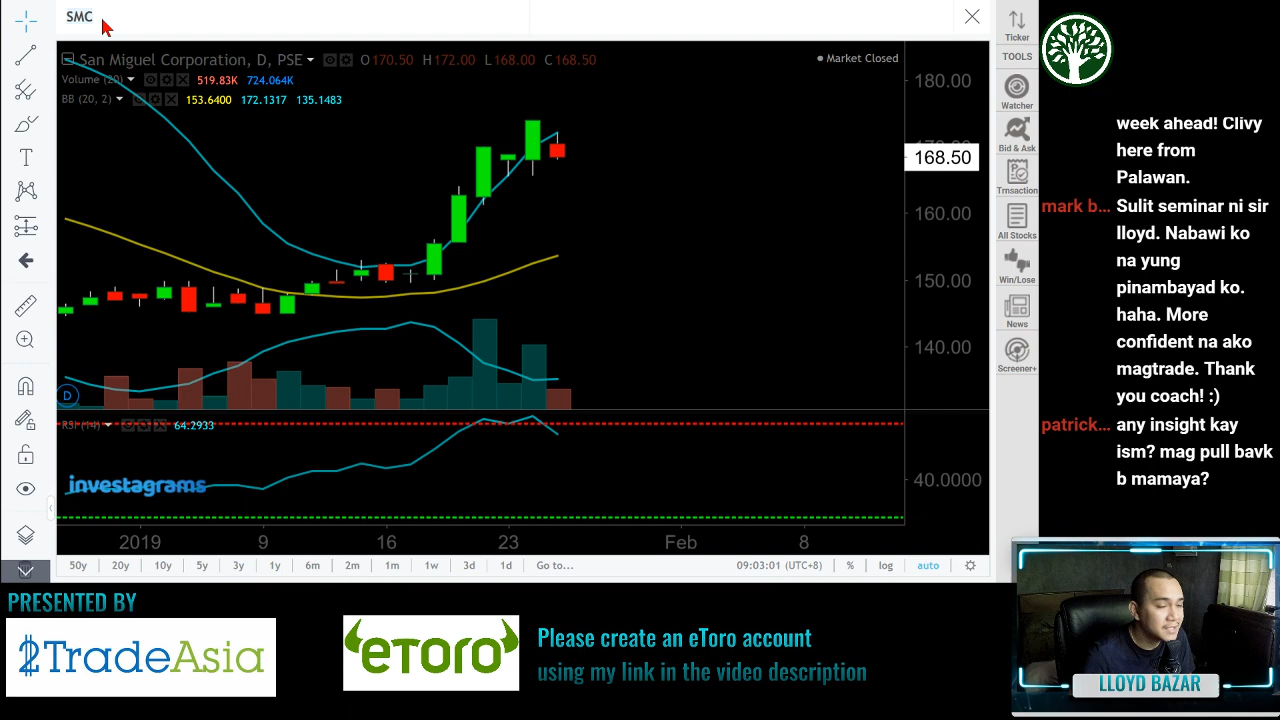 SMC
San Miguel Corporation, D, PSE O170.50 H172.00 L168.00 C168.50
Market Closed
Volume (20) 519.83K 724.064K
BB (20, 2) 153.6400 172.1317 135.1483
180.00
168.50
160.00
150.00
140.00
D
RSI (14) 64.2933
40.0000
investagrams
2019 9 16 23 Feb 8
50y 20y 10y 5y 3y 1y 6m 2m 1m 1w 3d 1d Go to... 09:03:01 (UTC+8) % log auto
Ticker
TOOLS
Watcher
Bid & Ask
Trnsaction
All Stocks
Win/Lose
News
Screener+
week ahead! Clivy
here from
Palawan.
mark b... Sulit seminar ni sir
lloyd. Nabawi ko
na yung
pinambayad ko.
haha. More
confident na ako
magtrade. Thank
you coach! :)
patrick... any insight kay
ism? mag pull bavk
b mamaya?
PRESENTED BY
2TradeAsia
eToro
Please create an eToro account
using my link in the video description
LLOYD BAZAR